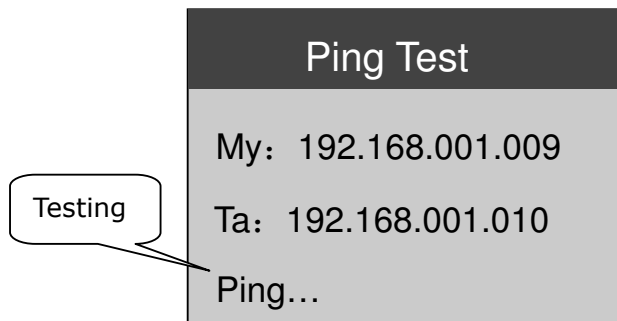 Ping Test
My：192.168.001.009
Testing
Ta：192.168.001.010
Ping…